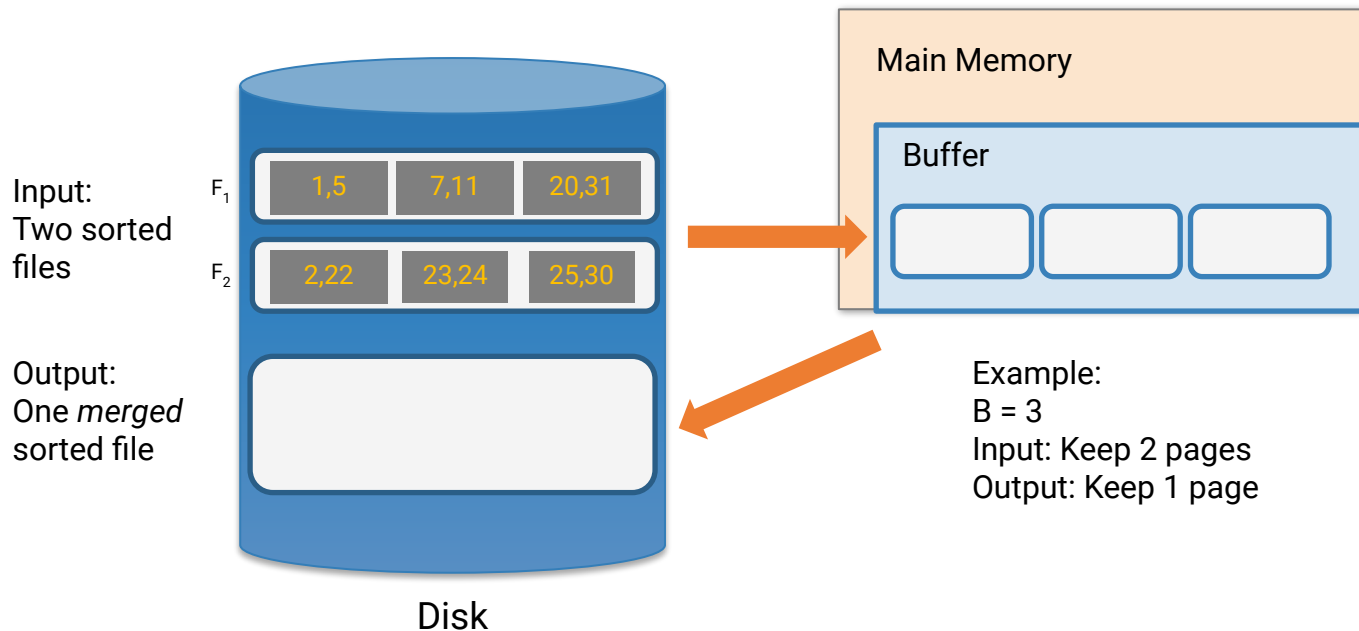 Main Memory
Buffer
Input:
Two sorted
files
F1
1,5
7,11
20,31
F2
2,22
23,24
25,30
Output:
One merged
sorted file
Example:
B = 3
Input: Keep 2 pages
Output: Keep 1 page
Disk